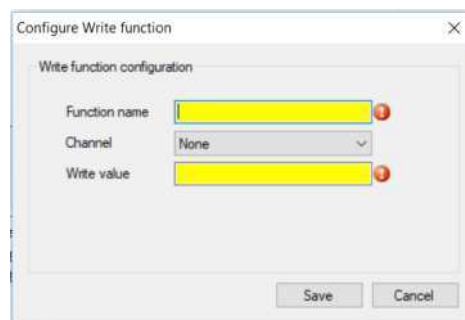 Configure Write function
Write function configuration
Function name
Channel None
Write value
Save Cancel